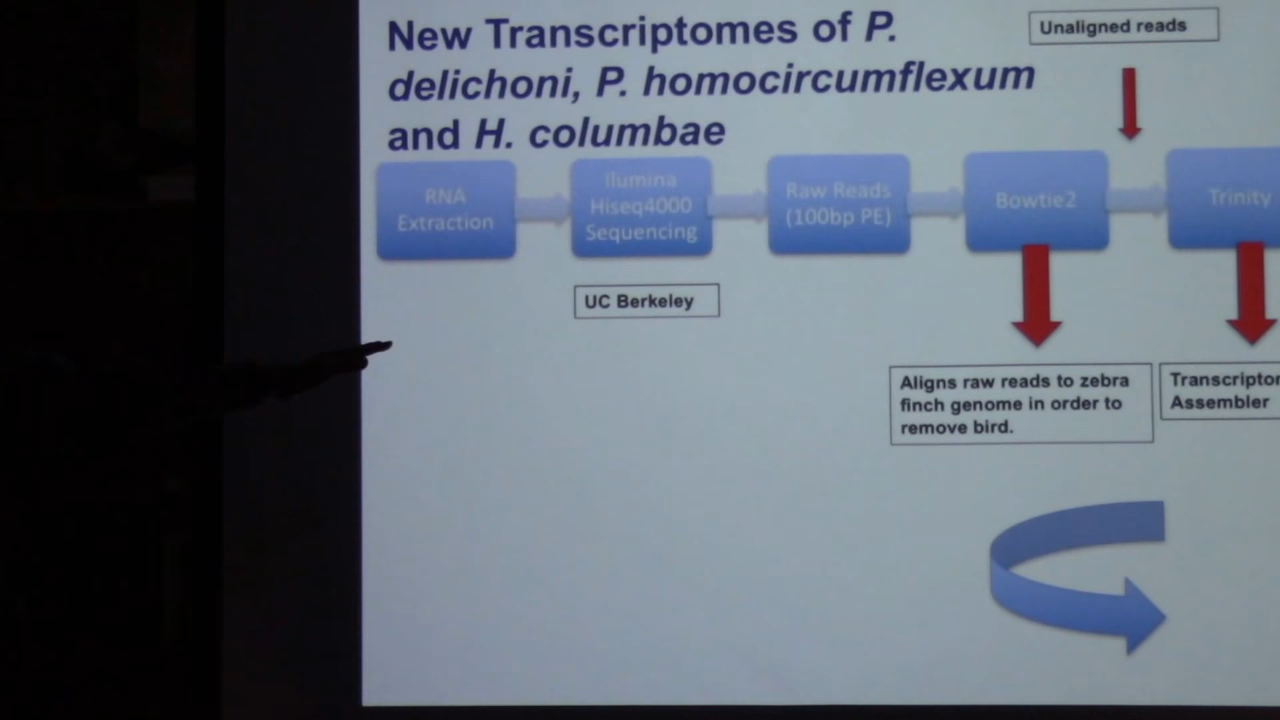 New Transcriptomes of P.
delichoni, P. homocircumflexum
and H. columbae
Unaligned reads
RNA
Extraction
Ilumina
Hiseq4000
Sequencing
Raw Reads
(100bp PE)
Bowtie2
Trinity
UC Berkeley
Aligns raw reads to zebra
finch genome in order to
remove bird.
Transcriptor
Assembler